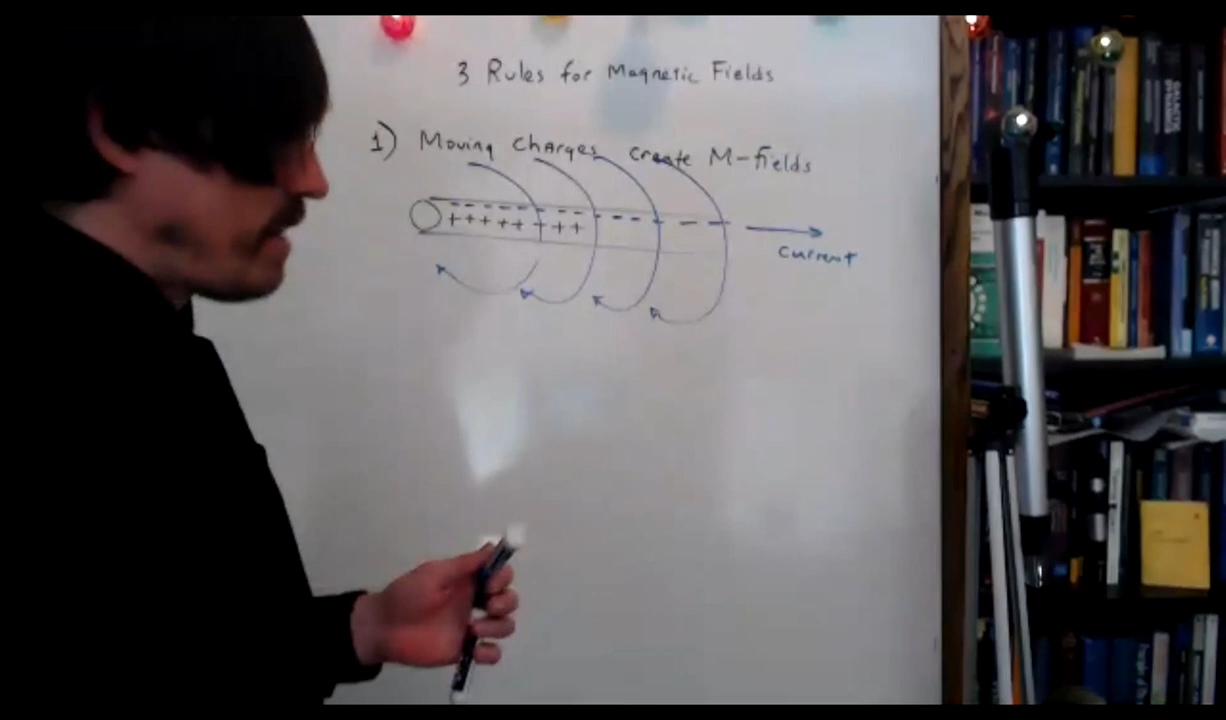 3 Rules for Magnetic Fields
1) Moving Charges create M-fields
- - - - - - - - - - -
+ + + + + + + +
Current